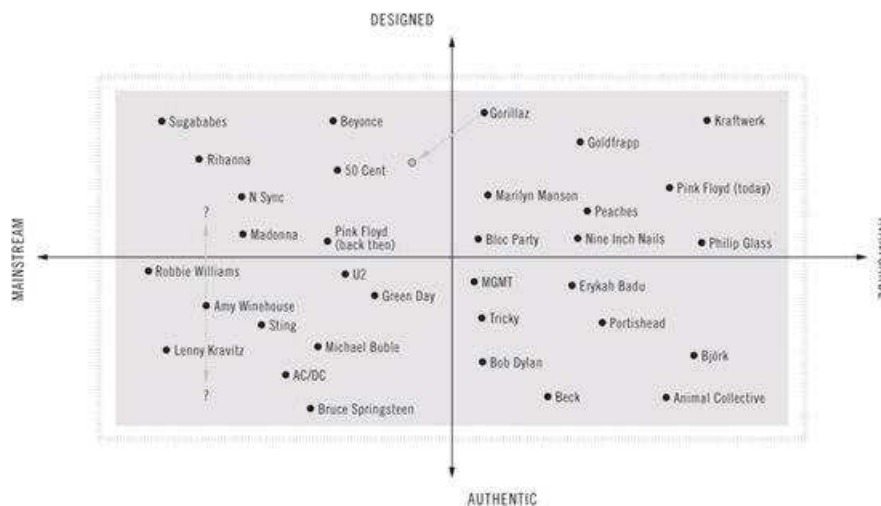 DESIGNED
Sugababes
Beyonce
Gorillaz
Kraftwerk
Goldfrapp
Rihanna
50 Cent
Pink Floyd (today)
N Sync
Marilyn Manson
?
Peaches
Madonna
Pink Floyd
(back then)
Bloc Party
Nine Inch Nails
Philip Glass
MAINSTREAM
Robbie Williams
U2
MGMT
Erykah Badu
Green Day
Amy Winehouse
Sting
Tricky
Portishead
Lenny Kravitz
Michael Buble
Bob Dylan
Björk
AC/DC
?
Beck
Animal Collective
Bruce Springsteen
AUTHENTIC